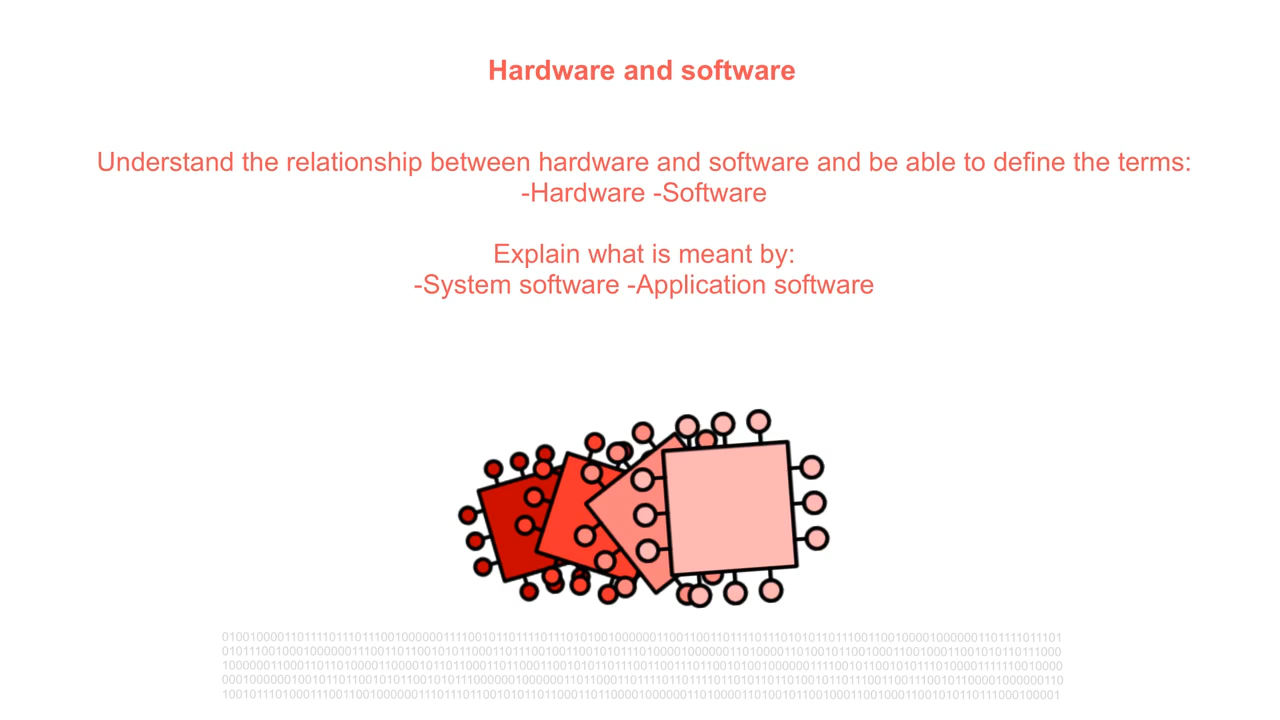 Hardware and software
Understand the relationship between hardware and software and be able to define the terms:
-Hardware -Software
Explain what is meant by:
-System software -Application software